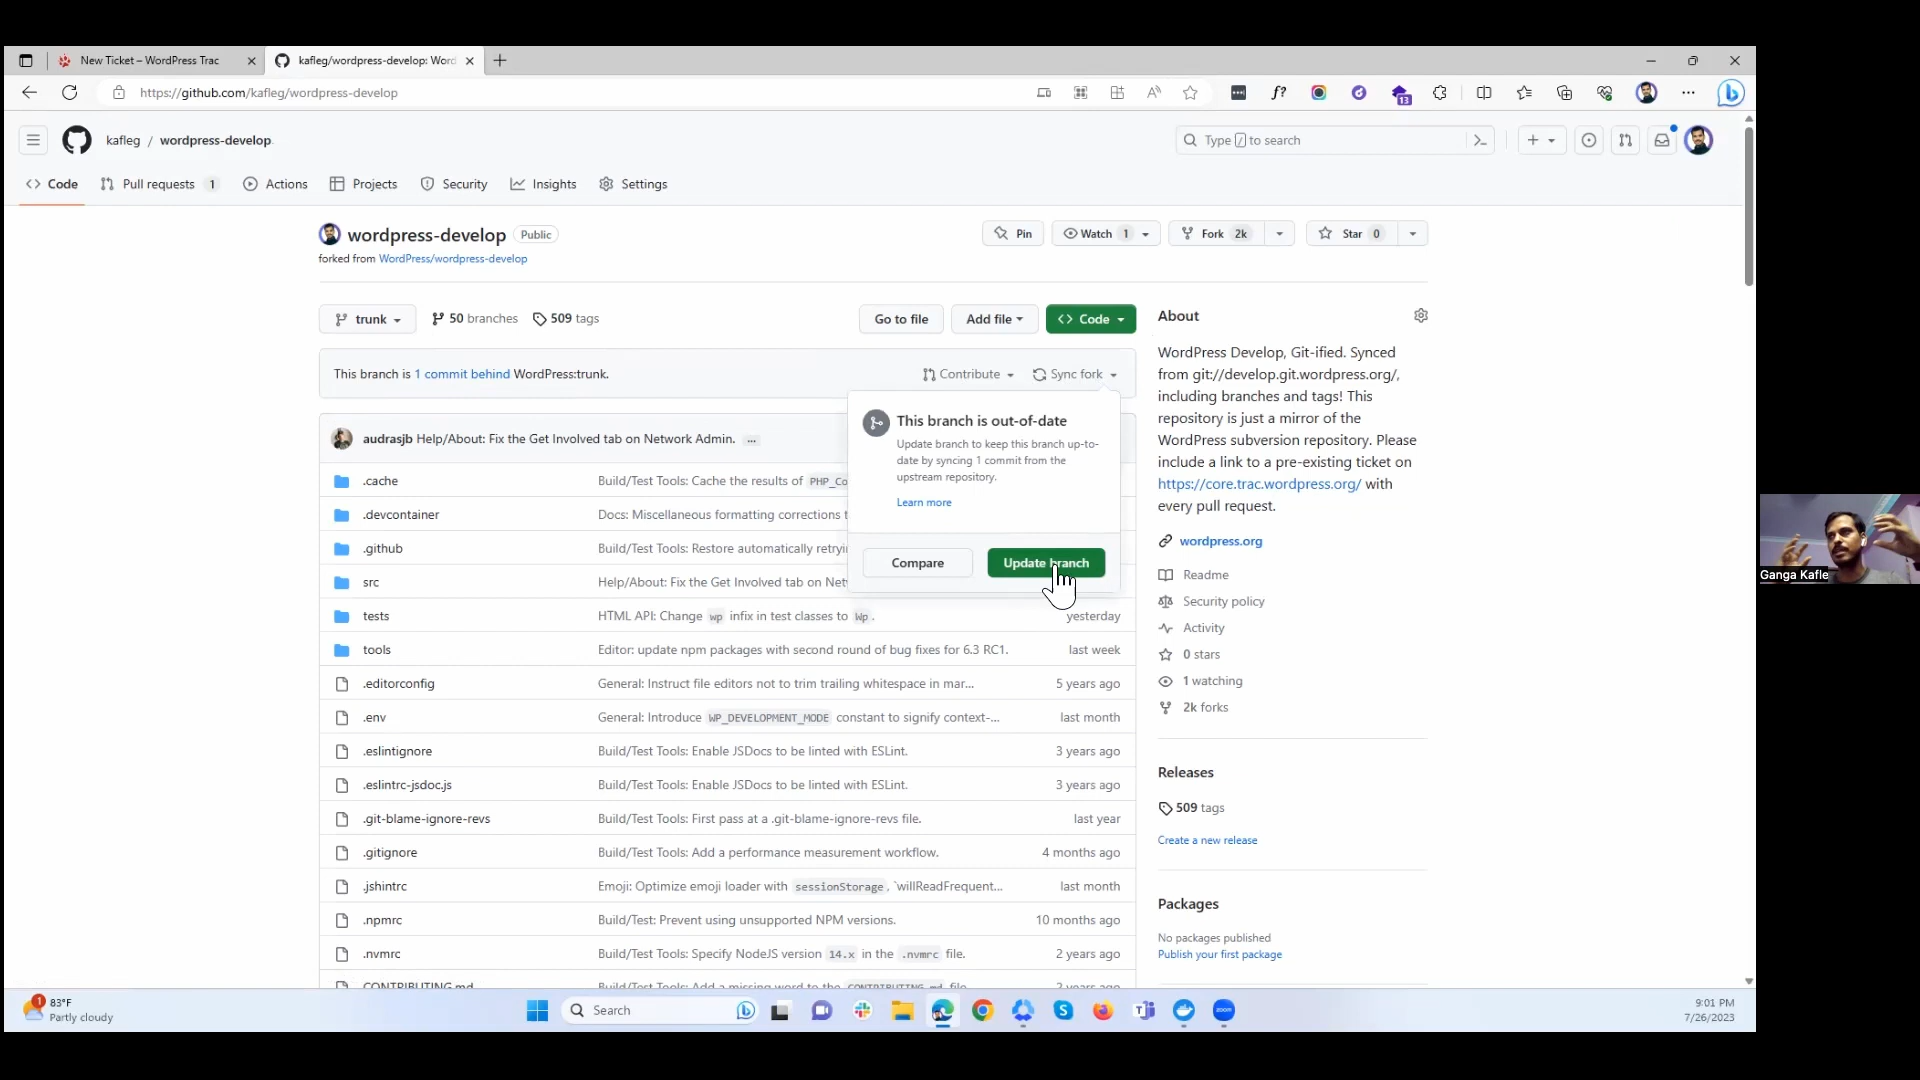 New Ticket – WordPress Trac
kafleg/wordpress-develop: Word
https://github.com/kafleg/wordpress-develop
13
kafleg / wordpress-develop
Type / to search
Code
Pull requests 1
Actions
Projects
Security
Insights
Settings
wordpress-develop Public
forked from WordPress/wordpress-develop
Pin
Watch 1
Fork 2k
Star 0
trunk
50 branches
509 tags
Go to file
Add file
Code
This branch is 1 commit behind WordPress:trunk.
Contribute
Sync fork
This branch is out-of-date
Update branch to keep this branch up-to-
date by syncing 1 commit from the
upstream repository.
Learn more
Compare
Update branch
audrasjb Help/About: Fix the Get Involved tab on Network Admin. ...
.cache Build/Test Tools: Cache the results of PHP_Co
.devcontainer Docs: Miscellaneous formatting corrections t
.github Build/Test Tools: Restore automatically retryi
src Help/About: Fix the Get Involved tab on Net
tests HTML API: Change wp infix in test classes to Wp. yesterday
tools Editor: update npm packages with second round of bug fixes for 6.3 RC1. last week
.editorconfig General: Instruct file editors not to trim trailing whitespace in mar... 5 years ago
.env General: Introduce WP_DEVELOPMENT_MODE constant to signify context-... last month
.eslintignore Build/Test Tools: Enable JSDocs to be linted with ESLint. 3 years ago
.eslintrc-jsdoc.js Build/Test Tools: Enable JSDocs to be linted with ESLint. 3 years ago
.git-blame-ignore-revs Build/Test Tools: First pass at a .git-blame-ignore-revs file. last year
.gitignore Build/Test Tools: Add a performance measurement workflow. 4 months ago
.jshintrc Emoji: Optimize emoji loader with sessionStorage, `willReadFrequent... last month
.npmrc Build/Test: Prevent using unsupported NPM versions. 10 months ago
.nvmrc Build/Test Tools: Specify NodeJS version 14.x in the .nvmrc file. 2 years ago
CONTRIBUTING.md Build/Test Tools: Add a missing word to the CONTRIBUTING.md file. 2 years ago
About
WordPress Develop, Git-ified. Synced
from git://develop.git.wordpress.org/,
including branches and tags! This
repository is just a mirror of the
WordPress subversion repository. Please
include a link to a pre-existing ticket on
https://core.trac.wordpress.org/ with
every pull request.
wordpress.org
Readme
Security policy
Activity
0 stars
1 watching
2k forks
Releases
509 tags
Create a new release
Packages
No packages published
Publish your first package
Ganga Kafle
1
83°F
Partly cloudy
Search
zoom
9:01 PM
7/26/2023